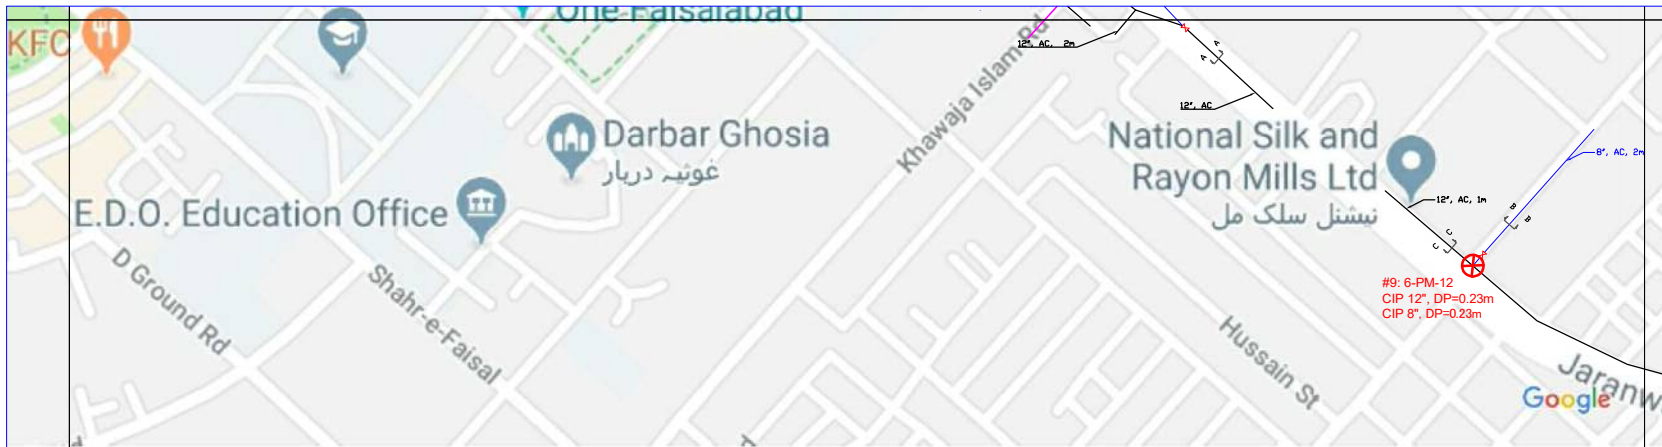 One-Faisalabad
KFC
12", AC, 2m
A A
12", AC
Khawaja Islam Rd
Darbar Ghosia
غوثیہ دربار
National Silk and
Rayon Mills Ltd
نیشنل سلک مل
8", AC, 2m
12", AC, 1m
B B
C C
E.D.O. Education Office
D Ground Rd
Shahr-e-Faisal
#9: 6-PM-12
CIP 12", DP=0.23m
CIP 8", DP=0.23m
Hussain St
Jaranw
Google